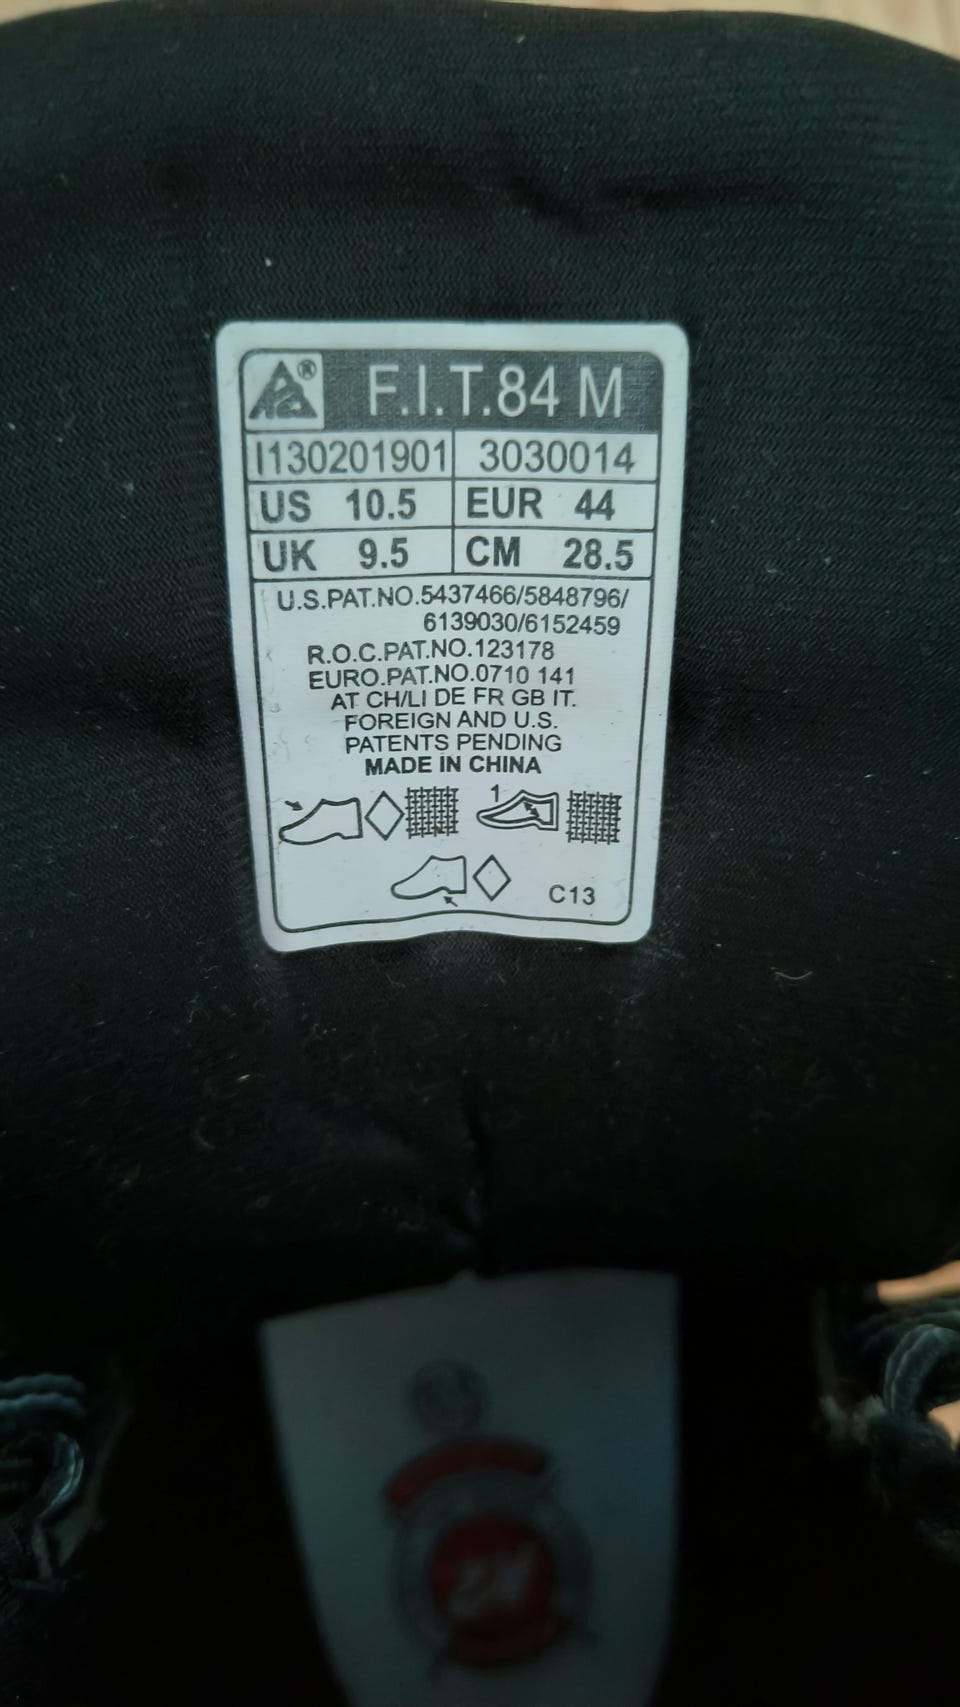 K2® F.I.T.84 M
I130201901 3030014
US 10.5 EUR 44
UK 9.5 CM 28.5
U.S.PAT.NO.5437466/5848796/
6139030/6152459
R.O.C.PAT.NO.123178
EURO.PAT.NO.0710 141
AT CH/LI DE FR GB IT.
FOREIGN AND U.S.
PATENTS PENDING
MADE IN CHINA
1
C13